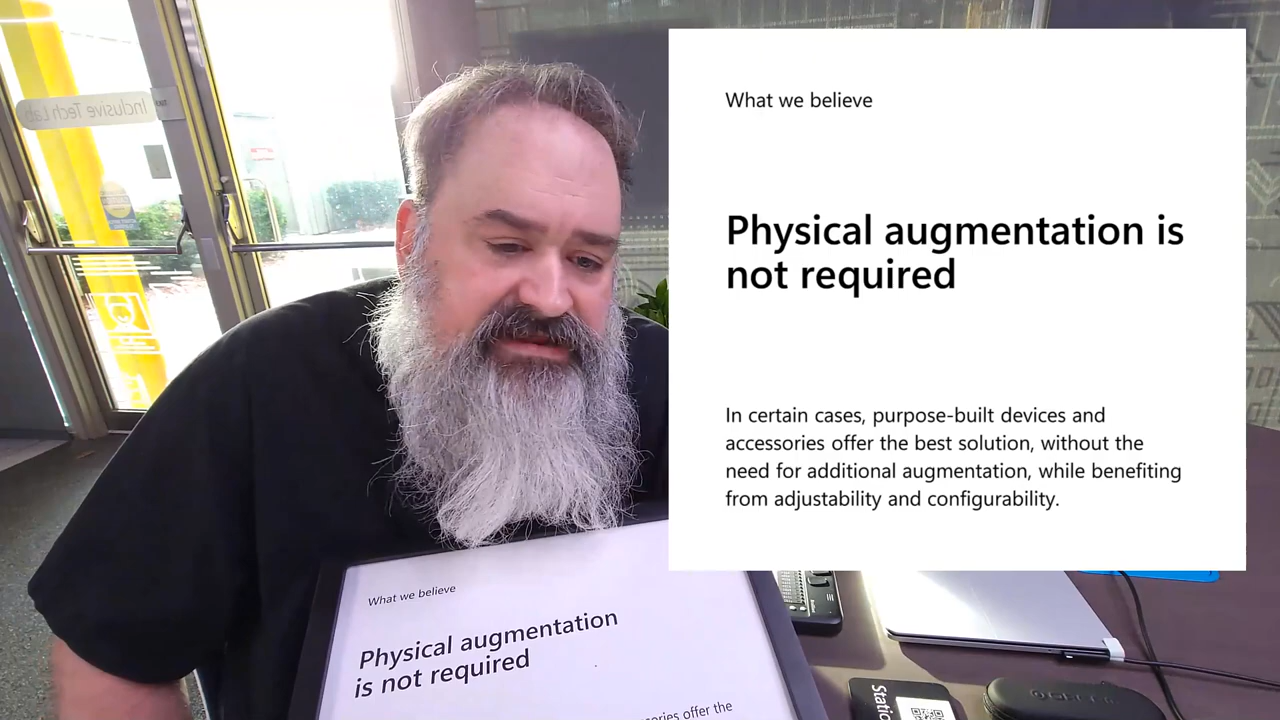 What we believe
Physical augmentation is
not required
In certain cases, purpose-built devices and
accessories offer the best solution, without the
need for additional augmentation, while benefiting
from adjustability and configurability.
Inclusive Tech Lab
What we believe
Physical augmentation
is not required
ssories offer the
Static